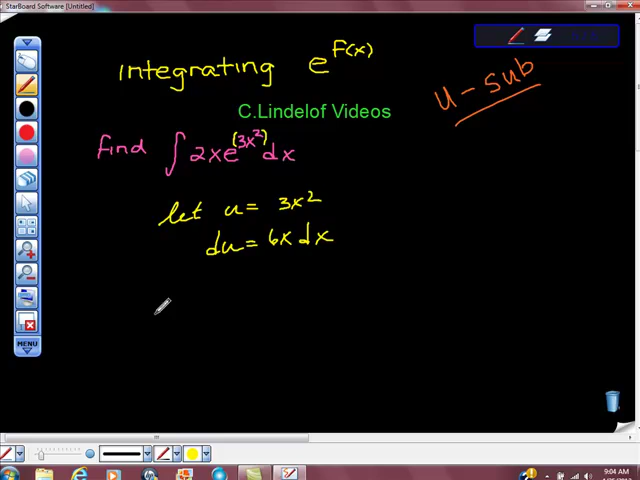 StarBoard Software [Untitled]
Integrating e^f(x)
u - sub
C.Lindelof Videos
find ∫ 2xe^(3x²) dx
let u = 3x²
du = 6x dx
MENU
9:04 AM